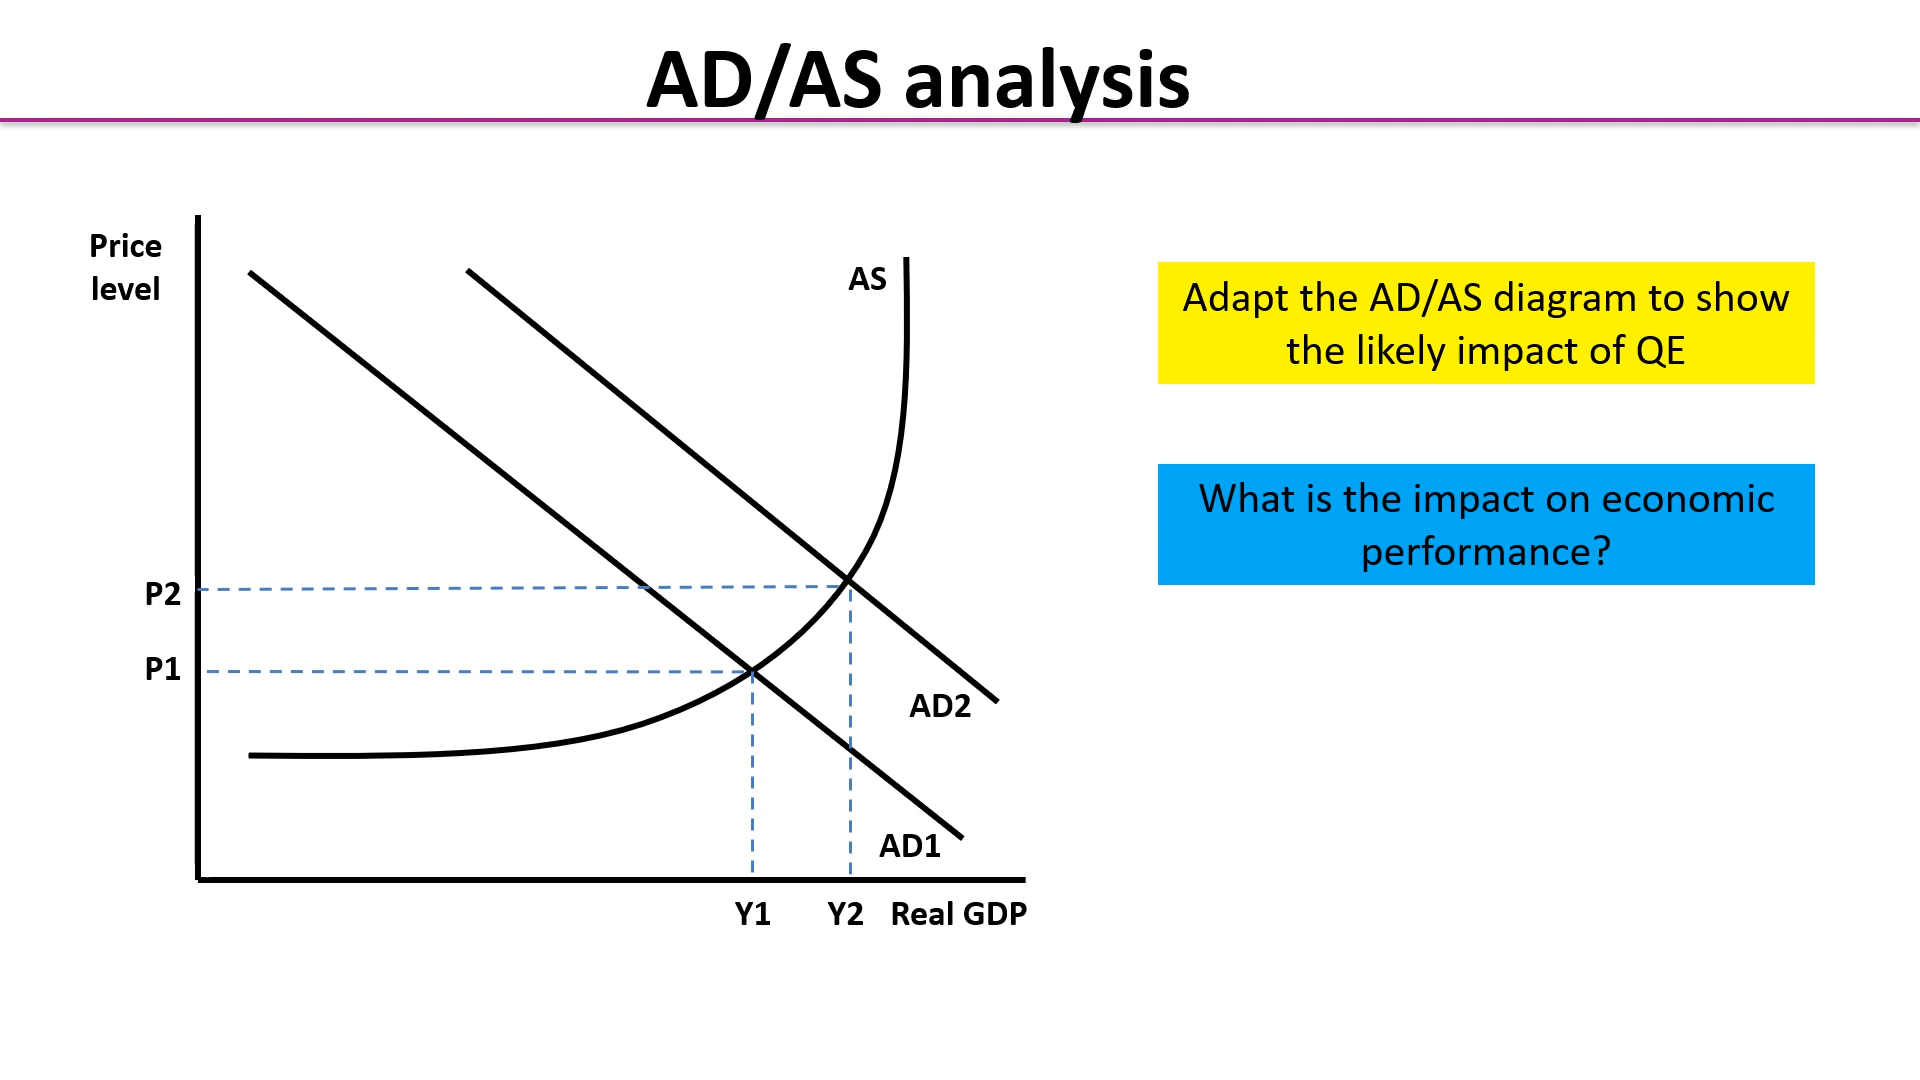 AD/AS analysis
Price
level
AS
Adapt the AD/AS diagram to show
the likely impact of QE
What is the impact on economic
performance?
P2
P1
AD2
AD1
Y1
Y2
Real GDP